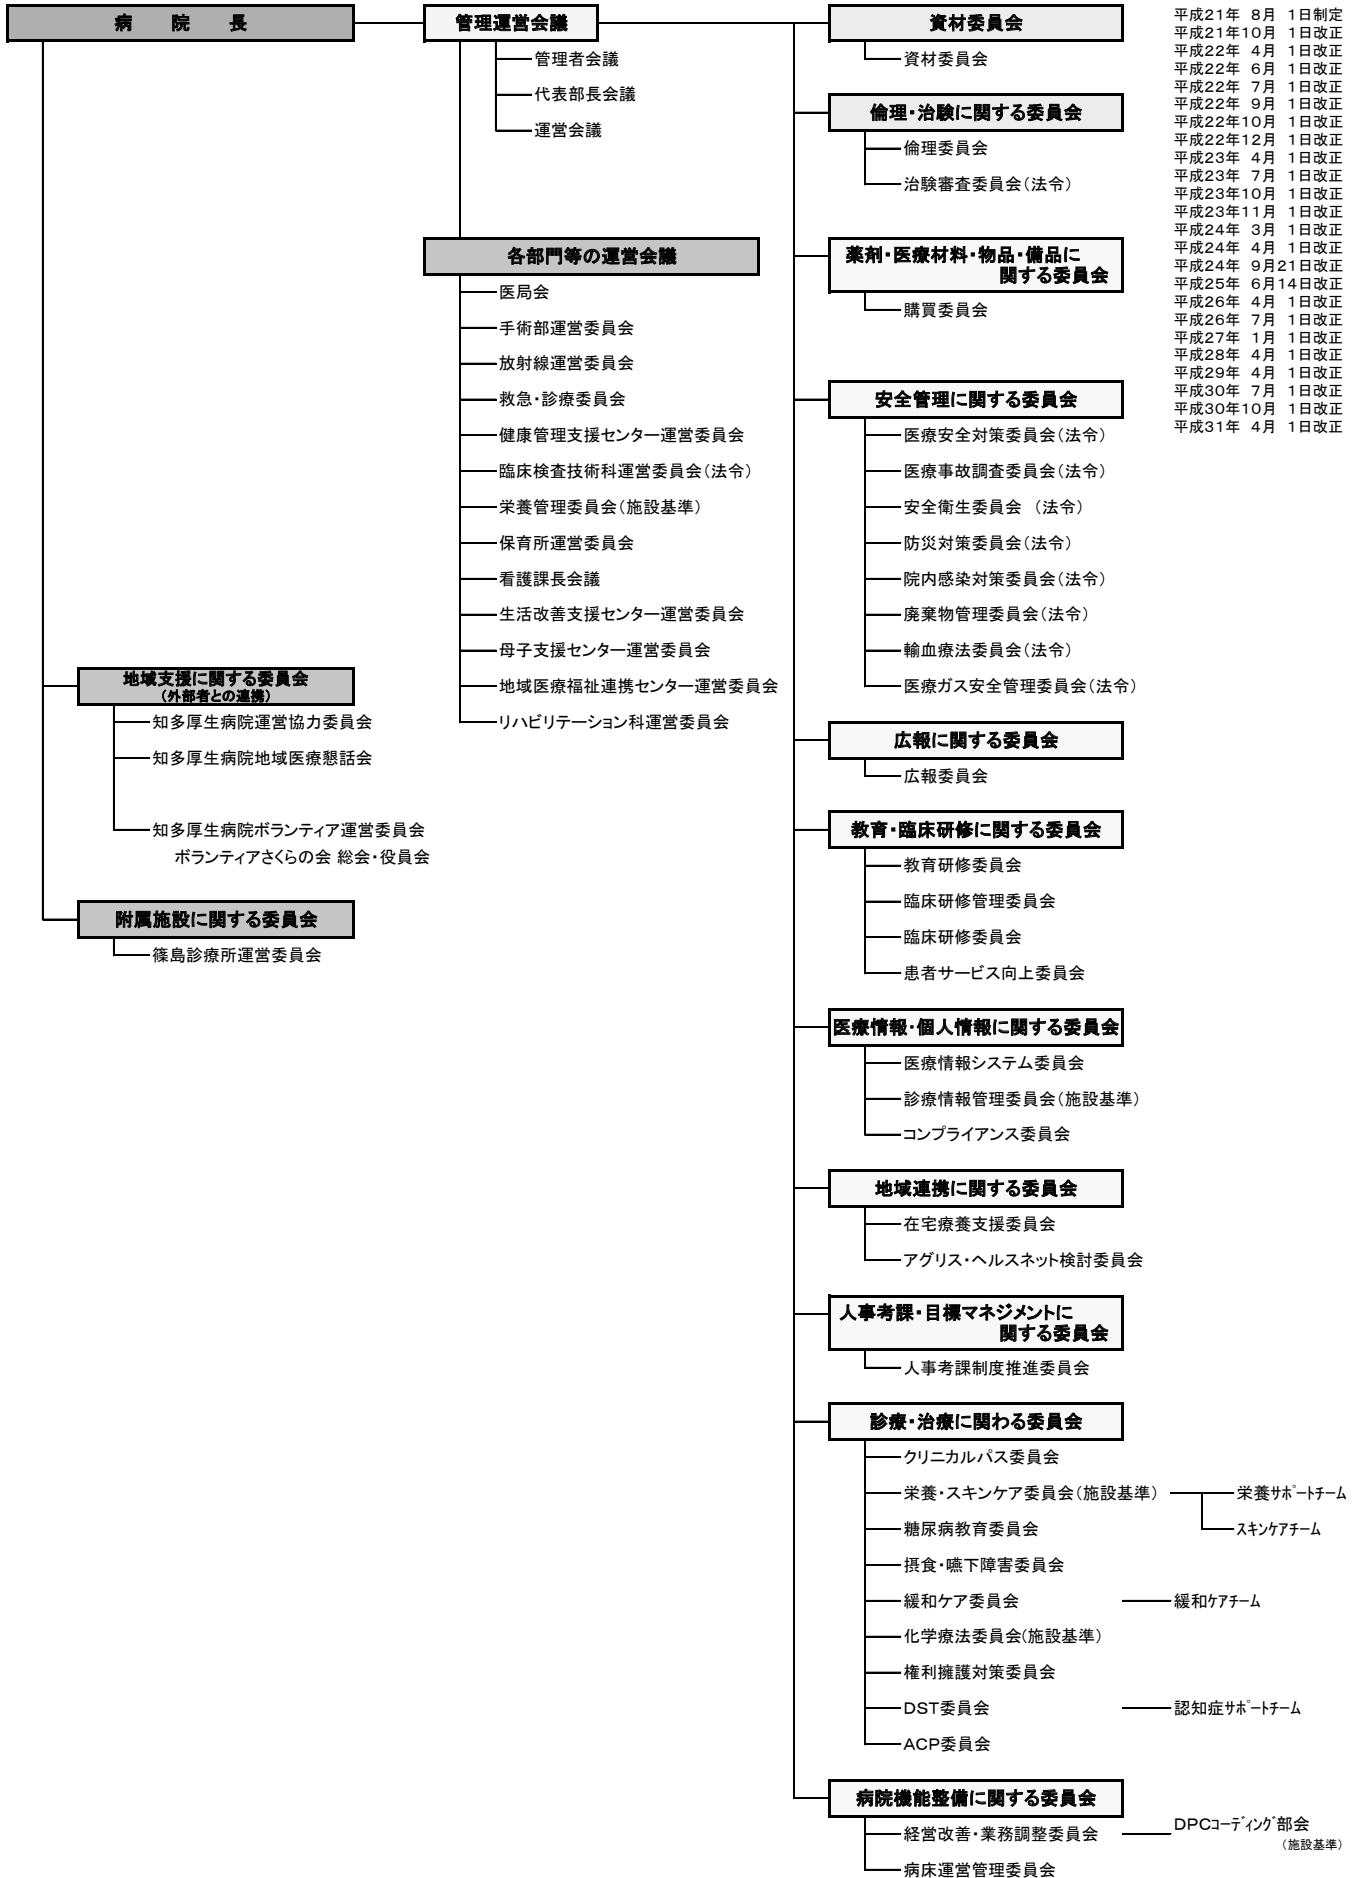 病　院　長
管理運営会議
管理者会議
代表部長会議
運営会議
各部門等の運営会議
医局会
手術部運営委員会
放射線運営委員会
救急・診療委員会
健康管理支援センター運営委員会
臨床検査技術科運営委員会(法令)
栄養管理委員会(施設基準)
保育所運営委員会
看護課長会議
生活改善支援センター運営委員会
母子支援センター運営委員会
地域医療福祉連携センター運営委員会
リハビリテーション科運営委員会
地域支援に関する委員会
(外部者との連携)
知多厚生病院運営協力委員会
知多厚生病院地域医療懇話会
知多厚生病院ボランティア運営委員会
ボランティアさくらの会 総会・役員会
附属施設に関する委員会
篠島診療所運営委員会
資材委員会
資材委員会
倫理・治験に関する委員会
倫理委員会
治験審査委員会(法令)
薬剤・医療材料・物品・備品に
関する委員会
購買委員会
安全管理に関する委員会
医療安全対策委員会(法令)
医療事故調査委員会(法令)
安全衛生委員会　(法令)
防災対策委員会(法令)
院内感染対策委員会(法令)
廃棄物管理委員会(法令)
輸血療法委員会(法令)
医療ガス安全管理委員会(法令)
広報に関する委員会
広報委員会
教育・臨床研修に関する委員会
教育研修委員会
臨床研修管理委員会
臨床研修委員会
患者サービス向上委員会
医療情報・個人情報に関する委員会
医療情報システム委員会
診療情報管理委員会(施設基準)
コンプライアンス委員会
地域連携に関する委員会
在宅療養支援委員会
アグリス・ヘルスネット検討委員会
人事考課・目標マネジメントに
関する委員会
人事考課制度推進委員会
診療・治療に関わる委員会
クリニカルパス委員会
栄養・スキンケア委員会(施設基準)
栄養ｻﾎﾟｰﾄﾁｰﾑ
ｽｷﾝｹｱﾁｰﾑ
糖尿病教育委員会
摂食・嚥下障害委員会
緩和ケア委員会
緩和ｹｱﾁｰﾑ
化学療法委員会(施設基準)
権利擁護対策委員会
DST委員会
認知症ｻﾎﾟｰﾄﾁｰﾑ
ACP委員会
病院機能整備に関する委員会
経営改善・業務調整委員会
DPCｺｰﾃﾞｨﾝｸﾞ部会
(施設基準)
病床運営管理委員会
平成21年 8月 1日制定
平成21年10月 1日改正
平成22年 4月 1日改正
平成22年 6月 1日改正
平成22年 7月 1日改正
平成22年 9月 1日改正
平成22年10月 1日改正
平成22年12月 1日改正
平成23年 4月 1日改正
平成23年 7月 1日改正
平成23年10月 1日改正
平成23年11月 1日改正
平成24年 3月 1日改正
平成24年 4月 1日改正
平成24年 9月21日改正
平成25年 6月14日改正
平成26年 4月 1日改正
平成26年 7月 1日改正
平成27年 1月 1日改正
平成28年 4月 1日改正
平成29年 4月 1日改正
平成30年 7月 1日改正
平成30年10月 1日改正
平成31年 4月 1日改正